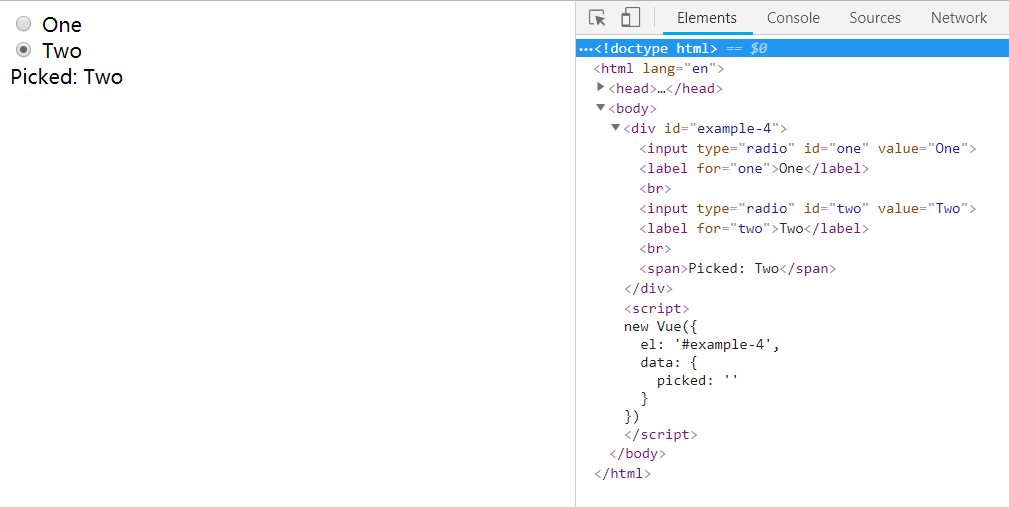 One
Two
Picked: Two
Elements Console Sources Network
…<!doctype html> == $0
<html lang="en">
<head>…</head>
<body>
<div id="example-4">
<input type="radio" id="one" value="One">
<label for="one">One</label>
<br>
<input type="radio" id="two" value="Two">
<label for="two">Two</label>
<br>
<span>Picked: Two</span>
</div>
<script>
new Vue({
el: '#example-4',
data: {
picked: ''
}
})
</script>
</body>
</html>